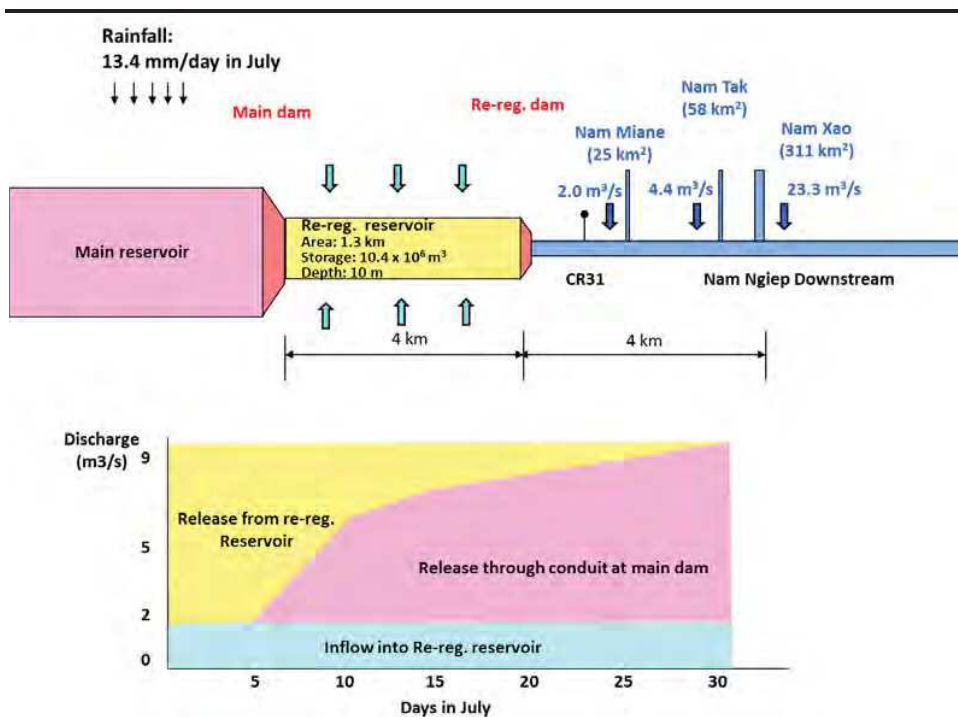 Rainfall:
13.4 mm/day in July
Main dam
Re-reg. dam
Nam Tak
(58 km²)
Nam Miane
(25 km²)
Nam Xao
(311 km²)
2.0 m³/s
4.4 m³/s
23.3 m³/s
Main reservoir
Re-reg. reservoir
Area: 1.3 km
Storage: 10.4 x 10⁶ m³
Depth: 10 m
CR31
Nam Ngiep Downstream
4 km
4 km
Discharge
(m3/s)
9
5
2
0
Release from re-reg.
Reservoir
Release through conduit at main dam
Inflow into Re-reg. reservoir
5 10 15 20 25 30
Days in July